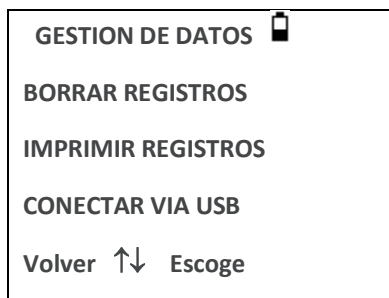 GESTION DE DATOS
BORRAR REGISTROS
IMPRIMIR REGISTROS
CONECTAR VIA USB
Volver ↑↓ Escoge